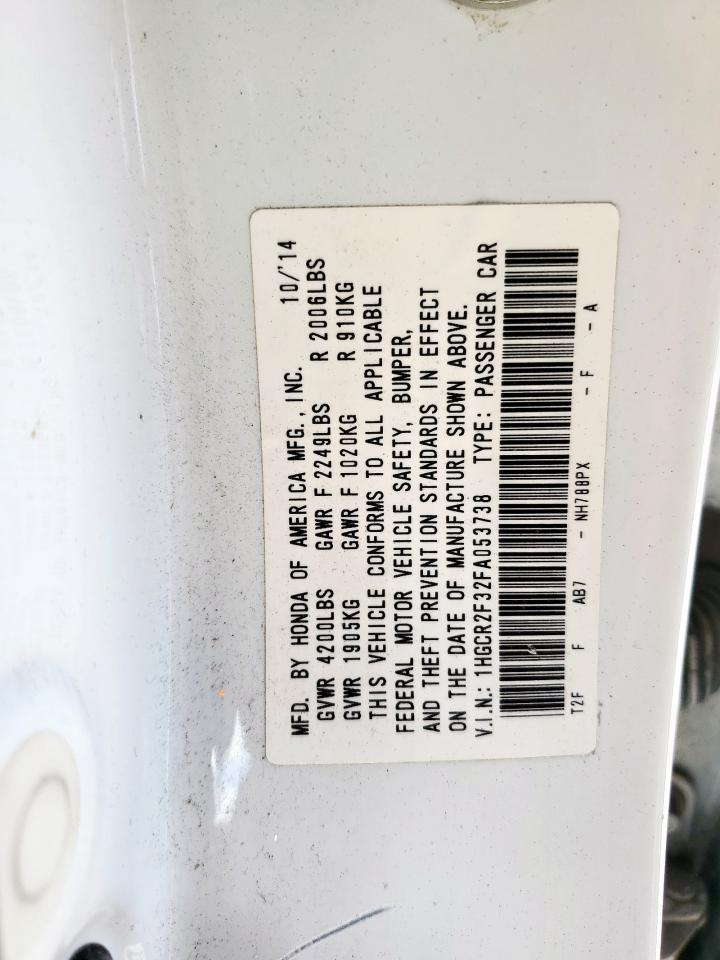 MFD. BY HONDA OF AMERICA MFG., INC. 10/'14
GVWR 4200LBS GAWR F 2249LBS R 2006LBS
GVWR 1905KG GAWR F 1020KG R 910KG
THIS VEHICLE CONFORMS TO ALL APPLICABLE
FEDERAL MOTOR VEHICLE SAFETY, BUMPER,
AND THEFT PREVENTION STANDARDS IN EFFECT
ON THE DATE OF MANUFACTURE SHOWN ABOVE.
V.I.N.: 1HGCR2F32FA053738 TYPE: PASSENGER CAR
T2F F AB7 - NH788PX - F - A